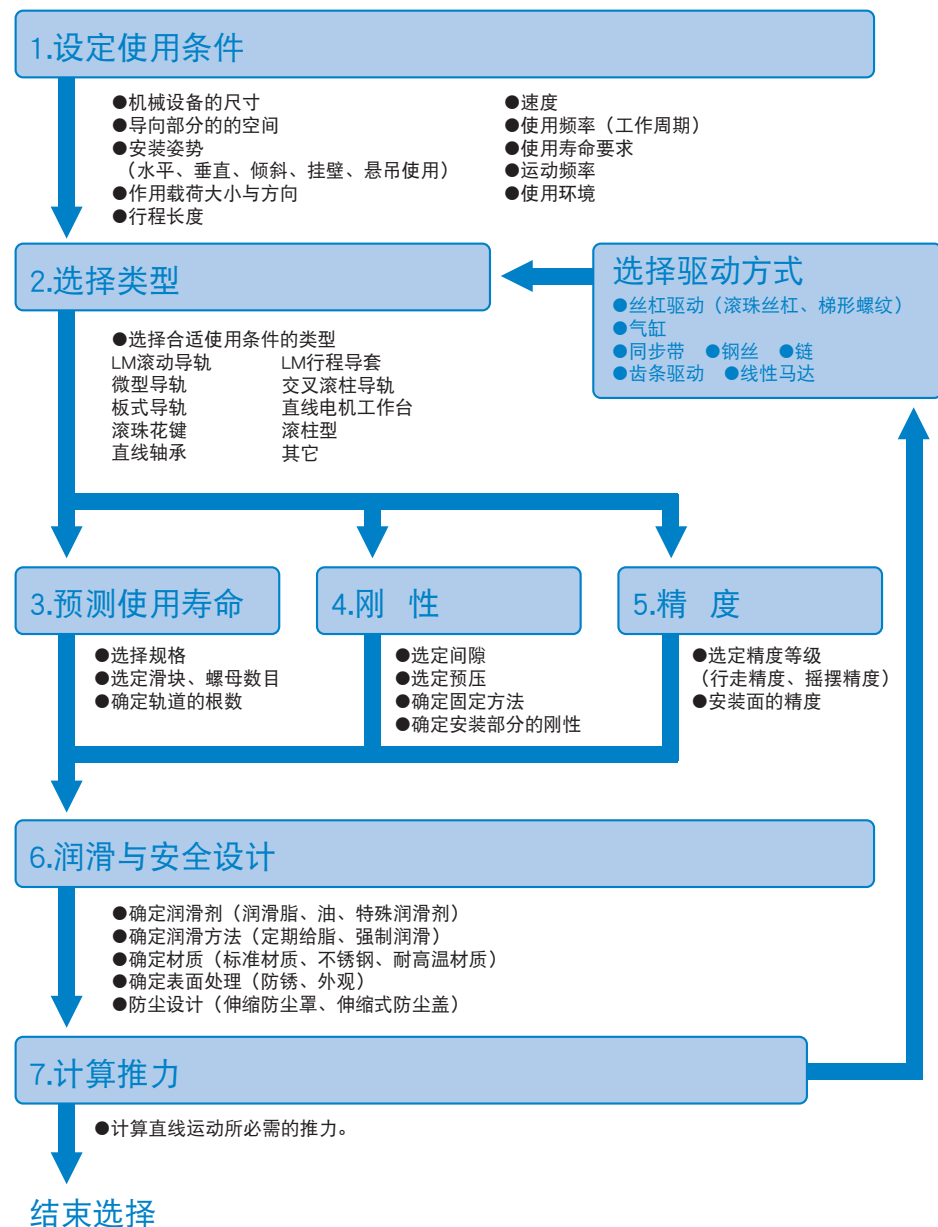 1.设定使用条件
●机械设备的尺寸
●导向部分的的空间
●安装姿势
（水平、垂直、倾斜、挂壁、悬吊使用）
●作用载荷大小与方向
●行程长度
●速度
●使用频率（工作周期）
●使用寿命要求
●运动频率
●使用环境
2.选择类型
选择驱动方式
●丝杠驱动（滚珠丝杠、梯形螺纹）
●气缸
●同步带 ●钢丝 ●链
●齿条驱动 ●线性马达
●选择合适使用条件的类型
LM滚动导轨 LM行程导套
微型导轨 交叉滚柱导轨
板式导轨 直线电机工作台
滚珠花键 滚柱型
直线轴承 其它
3.预测使用寿命
●选择规格
●选定滑块、螺母数目
●确定轨道的根数
4.刚 性
●选定间隙
●选定预压
●确定固定方法
●确定安装部分的刚性
5.精 度
●选定精度等级
（行走精度、摇摆精度）
●安装面的精度
6.润滑与安全设计
●确定润滑剂（润滑脂、油、特殊润滑剂）
●确定润滑方法（定期给脂、强制润滑）
●确定材质（标准材质、不锈钢、耐高温材质）
●确定表面处理（防锈、外观）
●防尘设计（伸缩防尘罩、伸缩式防尘盖）
7.计算推力
●计算直线运动所必需的推力。
结束选择